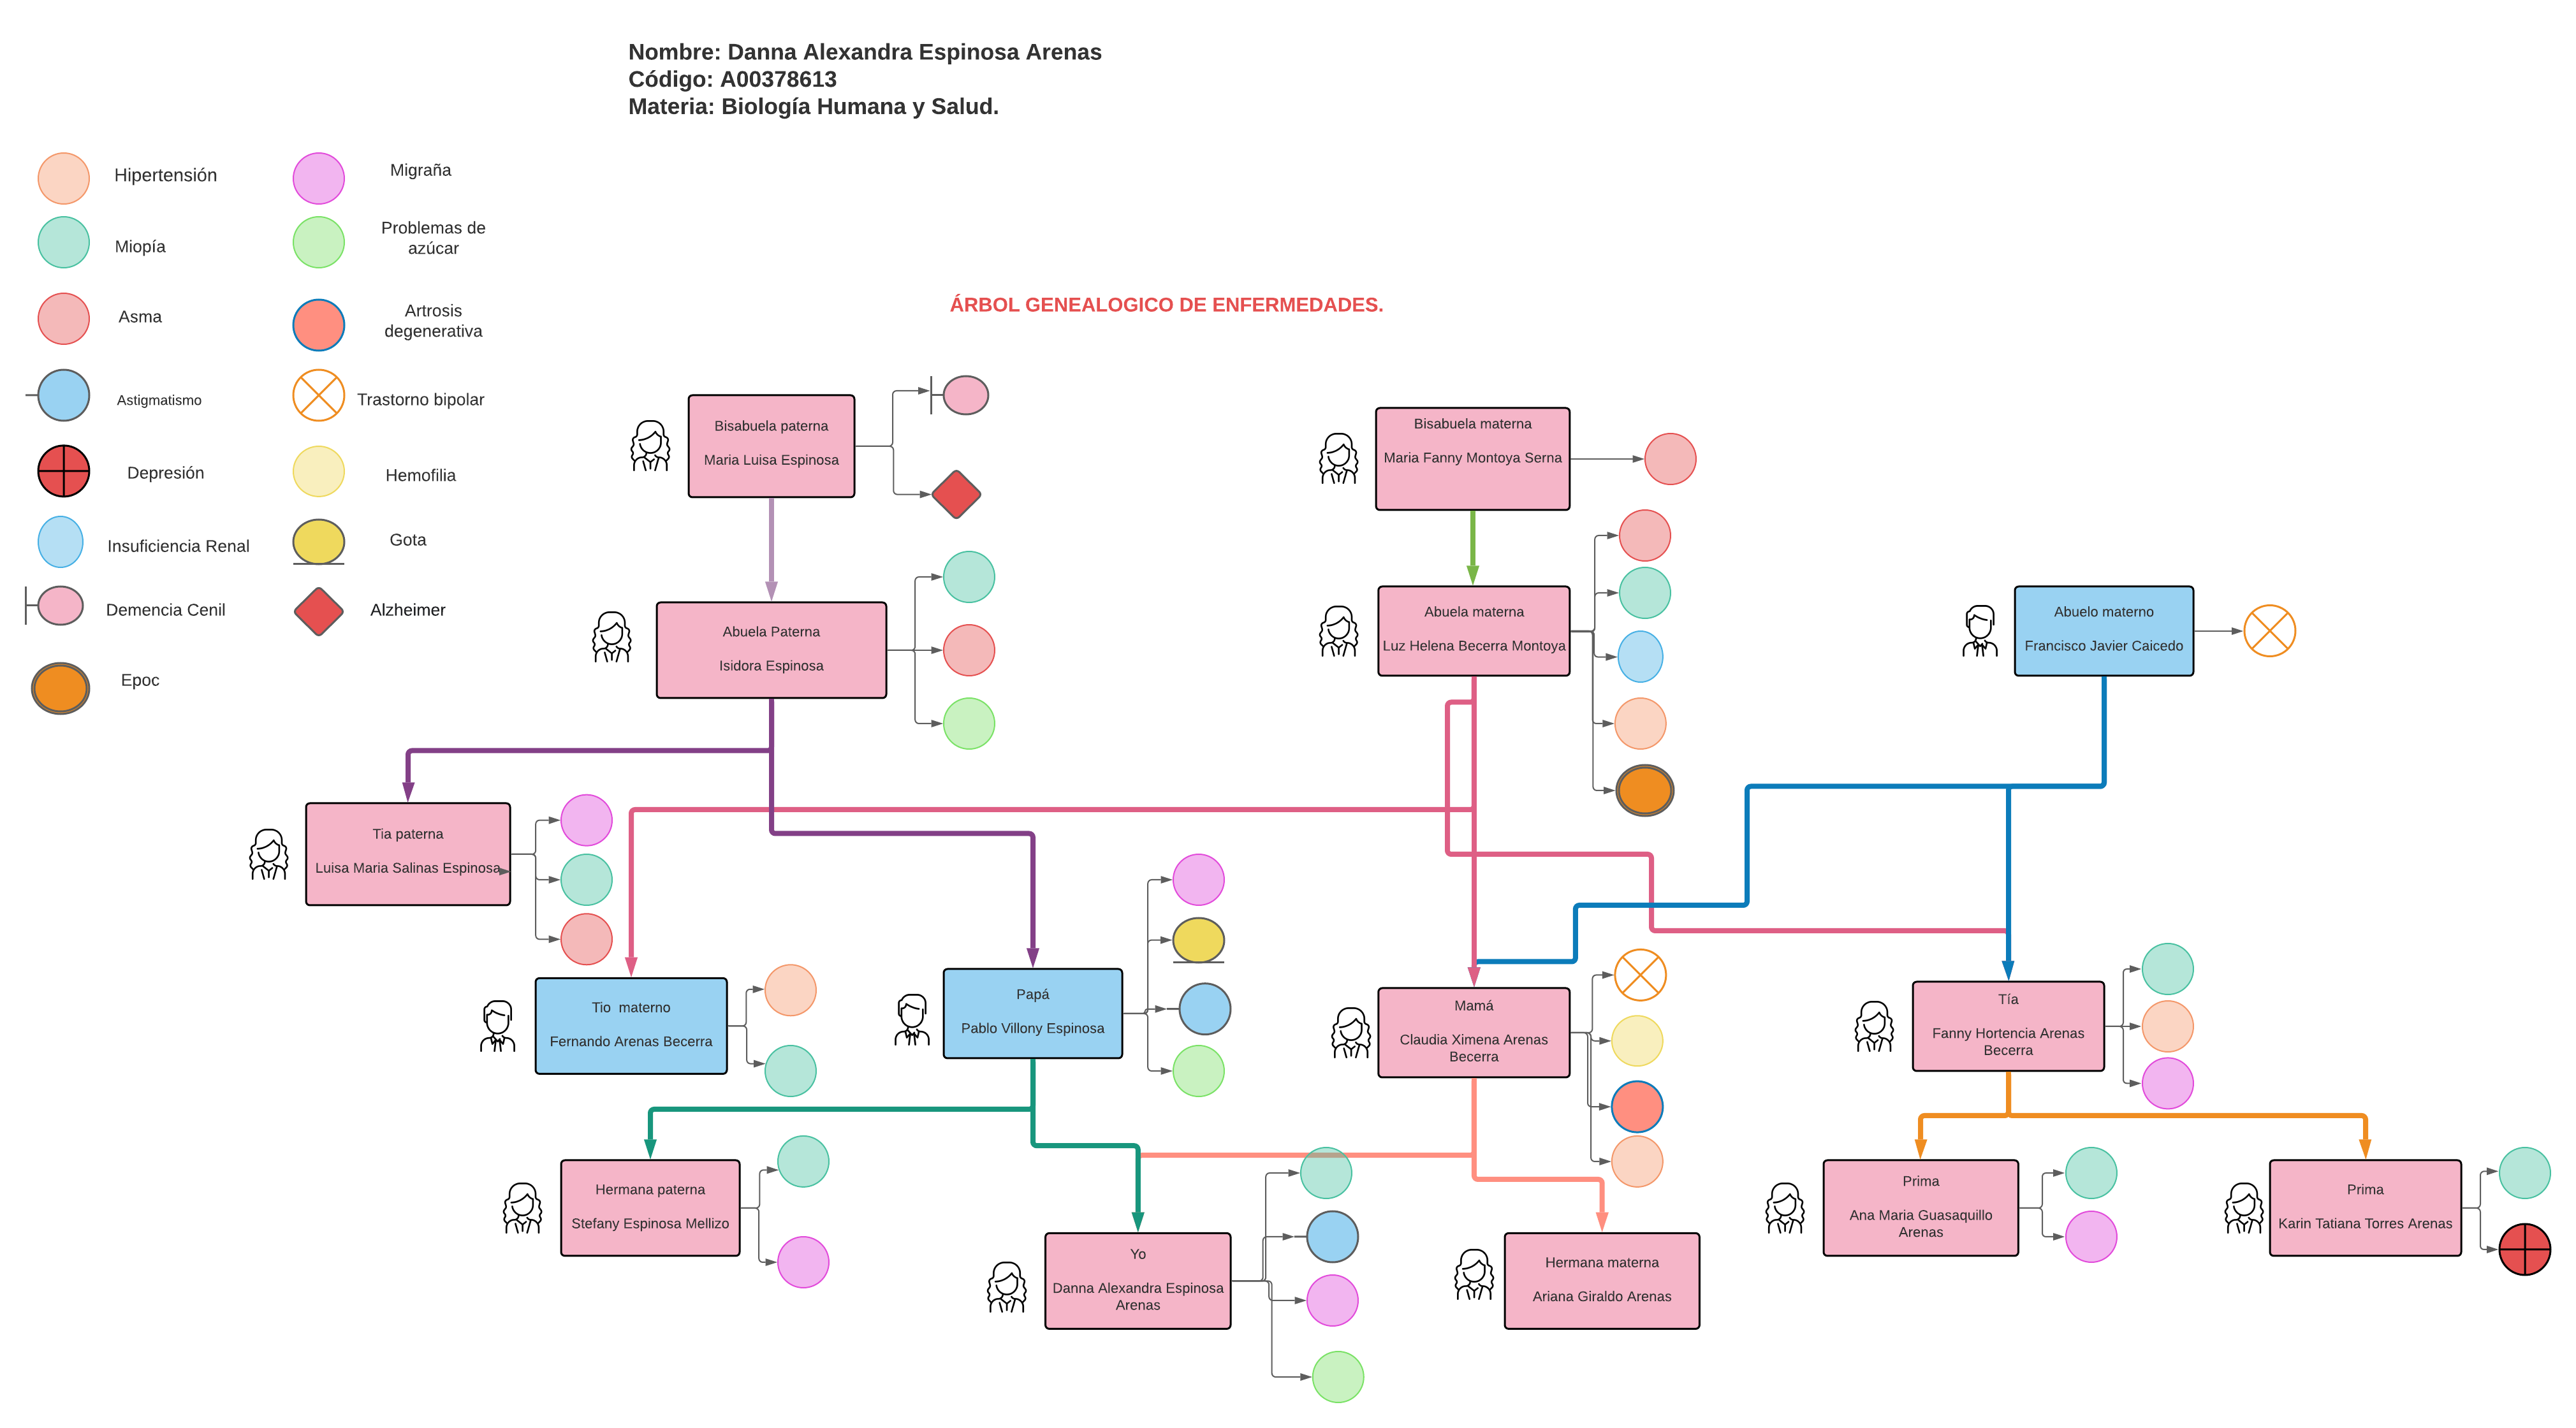 Nombre: Danna Alexandra Espinosa Arenas
Código: A00378613
Materia: Biología Humana y Salud.
Hipertensión
Migraña
Miopía
Problemas de
azúcar
Asma
Artrosis
degenerativa
Astigmatismo
Trastorno bipolar
Depresión
Hemofilia
Insuficiencia Renal
Gota
Demencia Cenil
Alzheimer
Epoc
ÁRBOL GENEALOGICO DE ENFERMEDADES.
Bisabuela paterna
Maria Luisa Espinosa
Bisabuela materna
Maria Fanny Montoya Serna
Abuela Paterna
Isidora Espinosa
Abuela materna
Luz Helena Becerra Montoya
Abuelo materno
Francisco Javier Caicedo
Tia paterna
Luisa Maria Salinas Espinosa
Tio materno
Fernando Arenas Becerra
Papá
Pablo Villony Espinosa
Mamá
Claudia Ximena Arenas
Becerra
Tía
Fanny Hortencia Arenas
Becerra
Hermana paterna
Stefany Espinosa Mellizo
Yo
Danna Alexandra Espinosa
Arenas
Hermana materna
Ariana Giraldo Arenas
Prima
Ana Maria Guasaquillo
Arenas
Prima
Karin Tatiana Torres Arenas